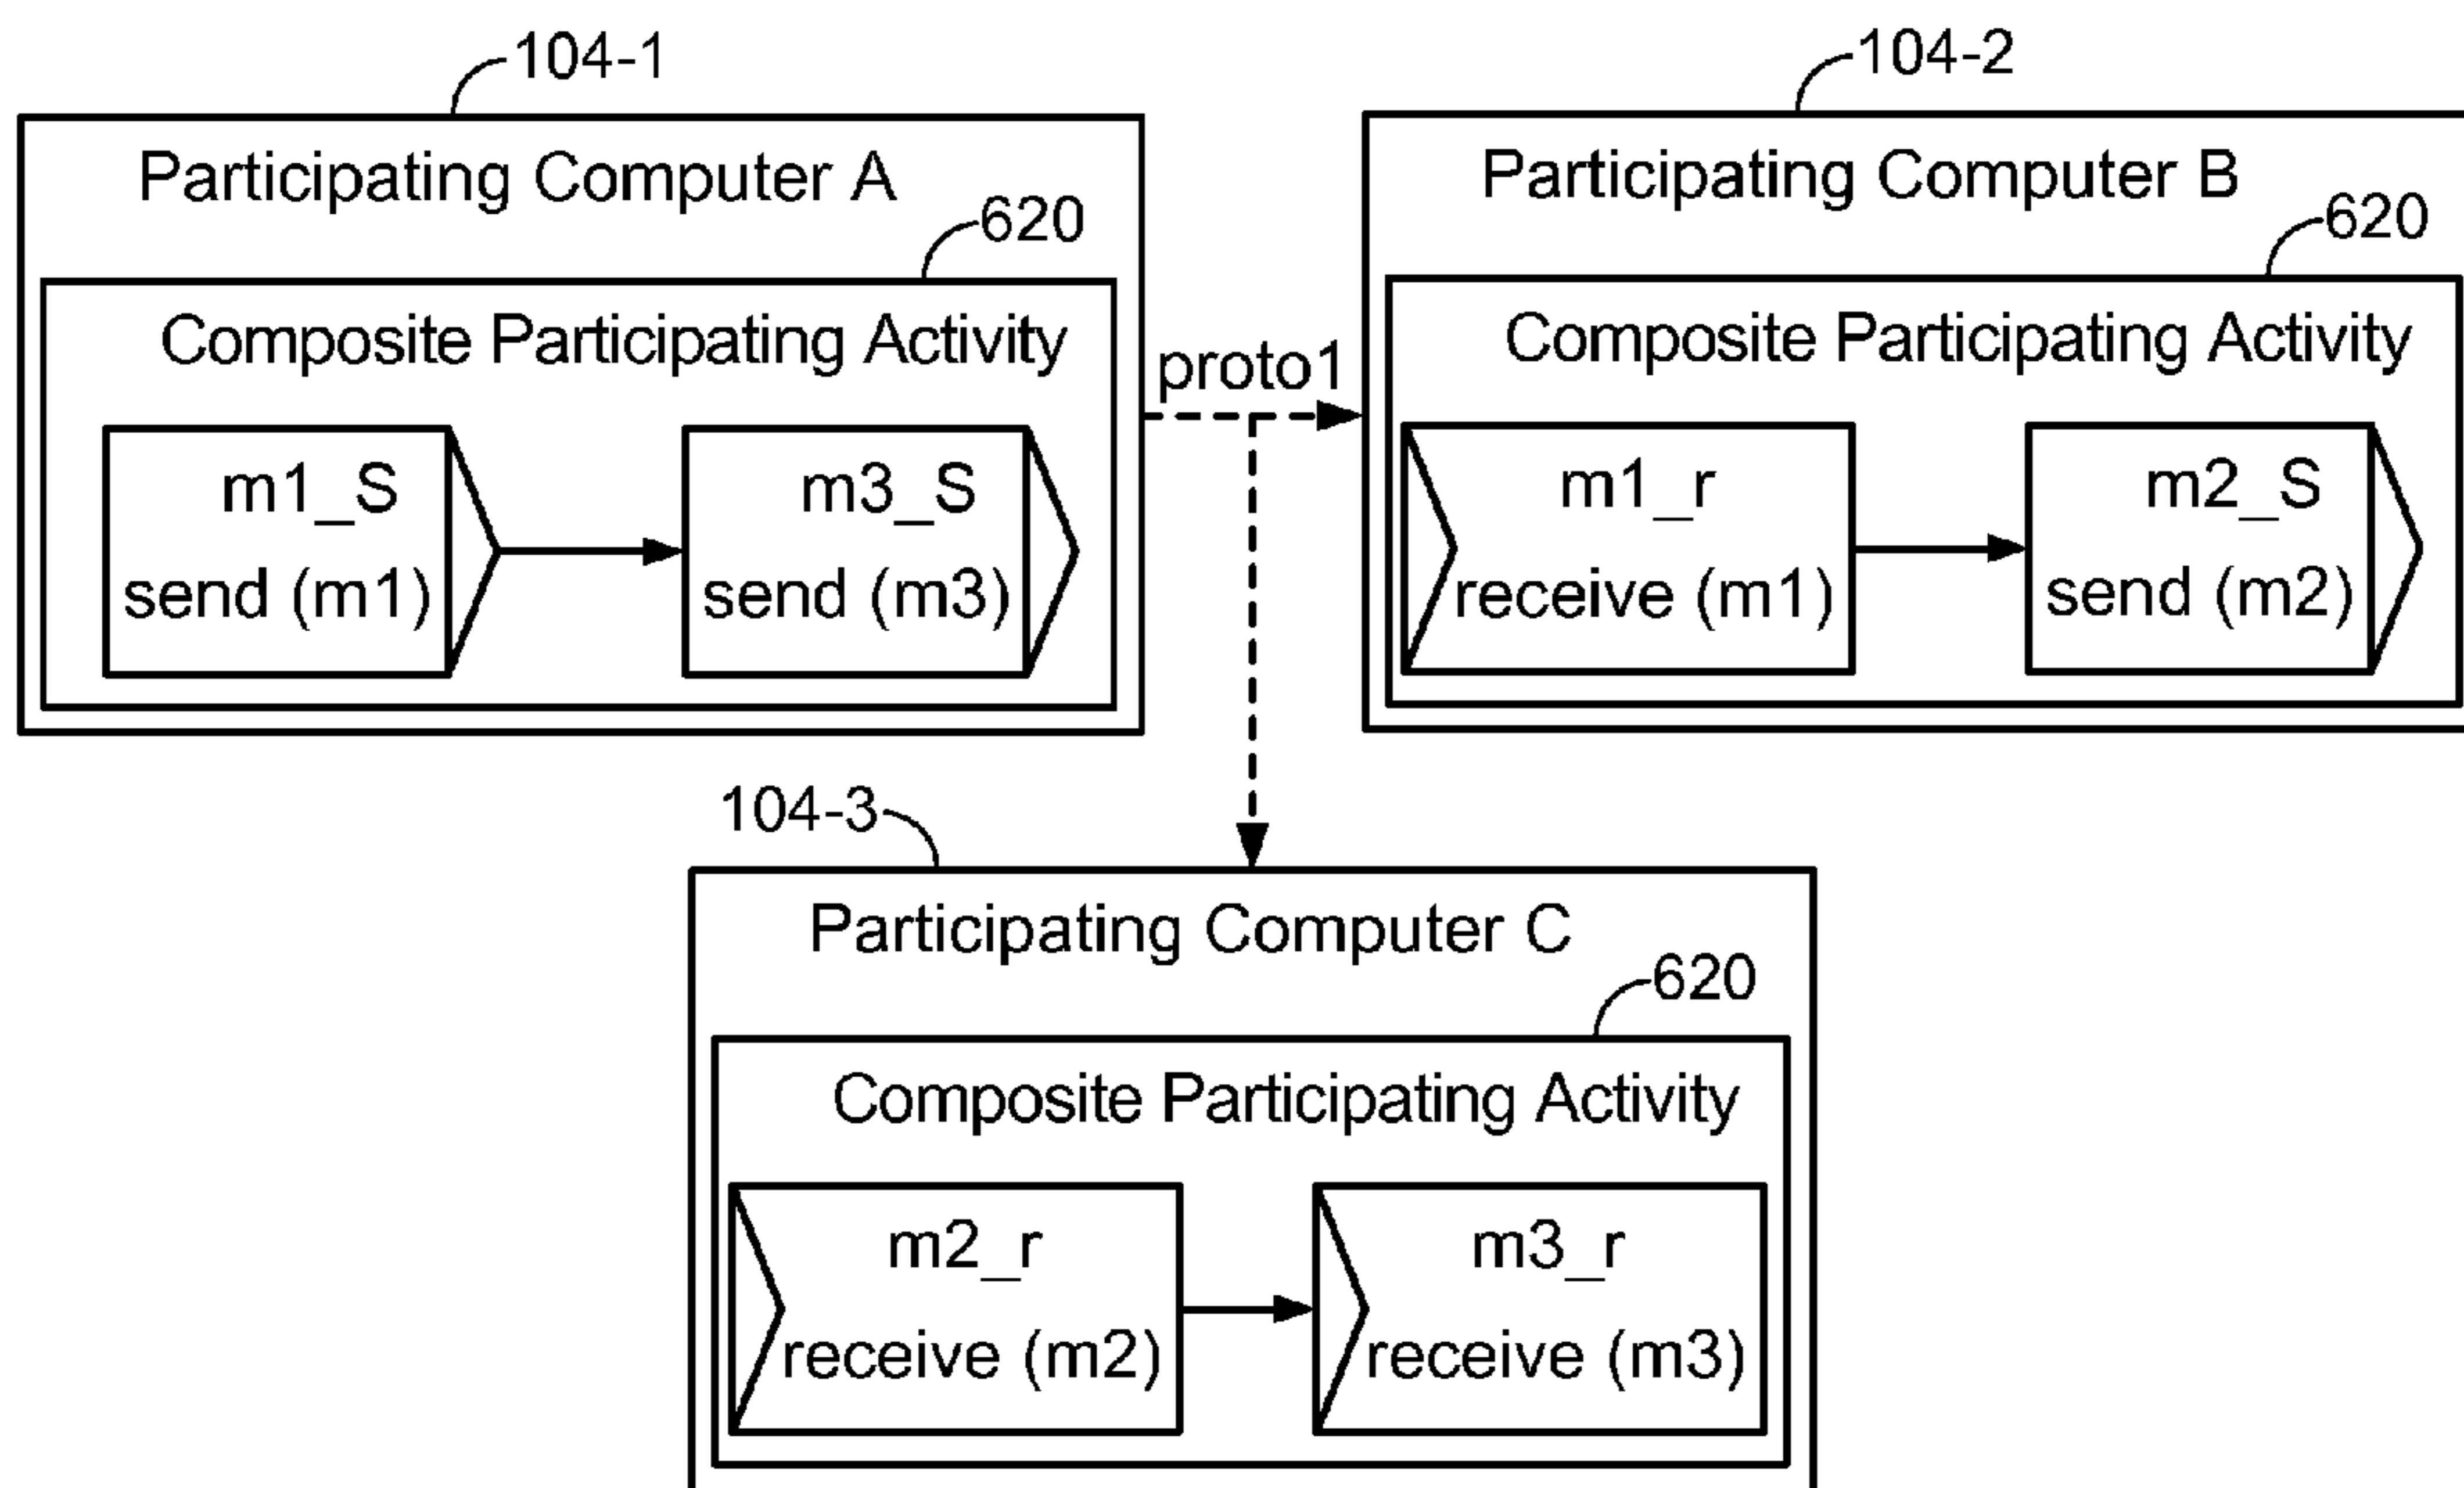 104-1
104-2
Participating Computer A
Participating Computer B
620
620
Composite Participating Activity
proto1
Composite Participating Activity
m1_S
send (m1)
m3_S
send (m3)
m1_r
receive (m1)
m2_S
send (m2)
104-3
Participating Computer C
620
Composite Participating Activity
m2_r
receive (m2)
m3_r
receive (m3)